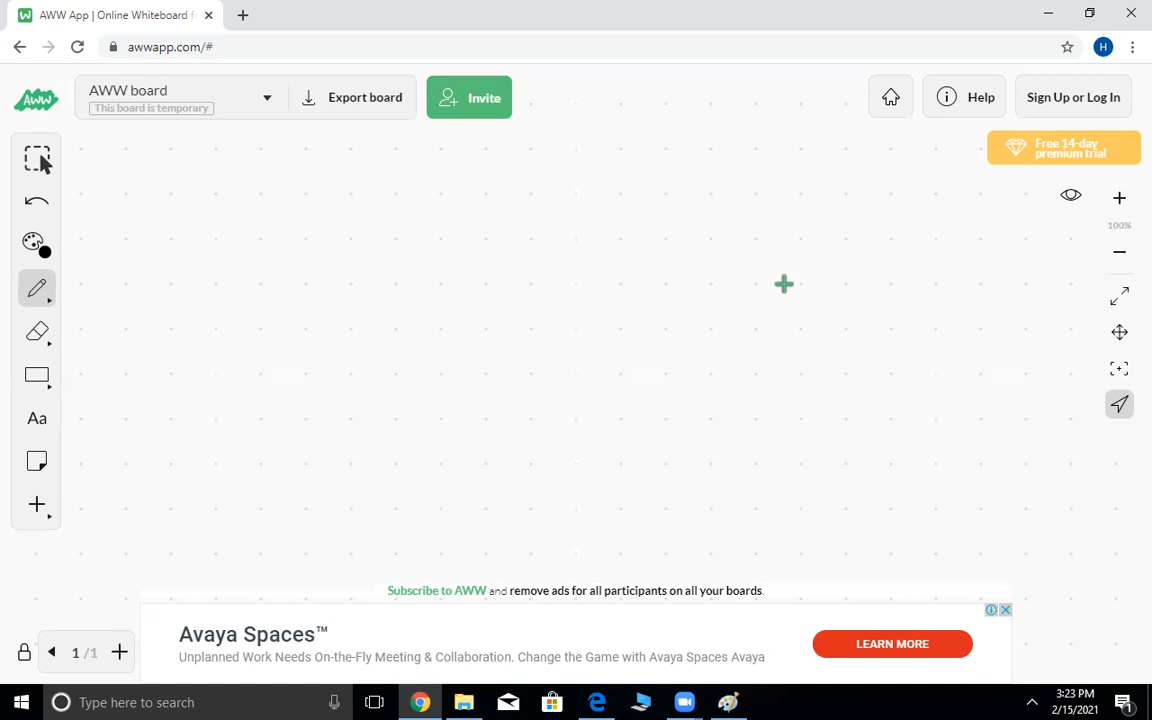 AWW App | Online Whiteboard f
awwapp.com/#
H
AWW
AWW board
This board is temporary
Export board
Invite
Help
Sign Up or Log In
Free 14-day
premium trial
100%
Aa
Subscribe to AWW and remove ads for all participants on all your boards.
Avaya Spaces™
Unplanned Work Needs On-the-Fly Meeting & Collaboration. Change the Game with Avaya Spaces Avaya
LEARN MORE
1 /1
Type here to search
3:23 PM
2/15/2021
1